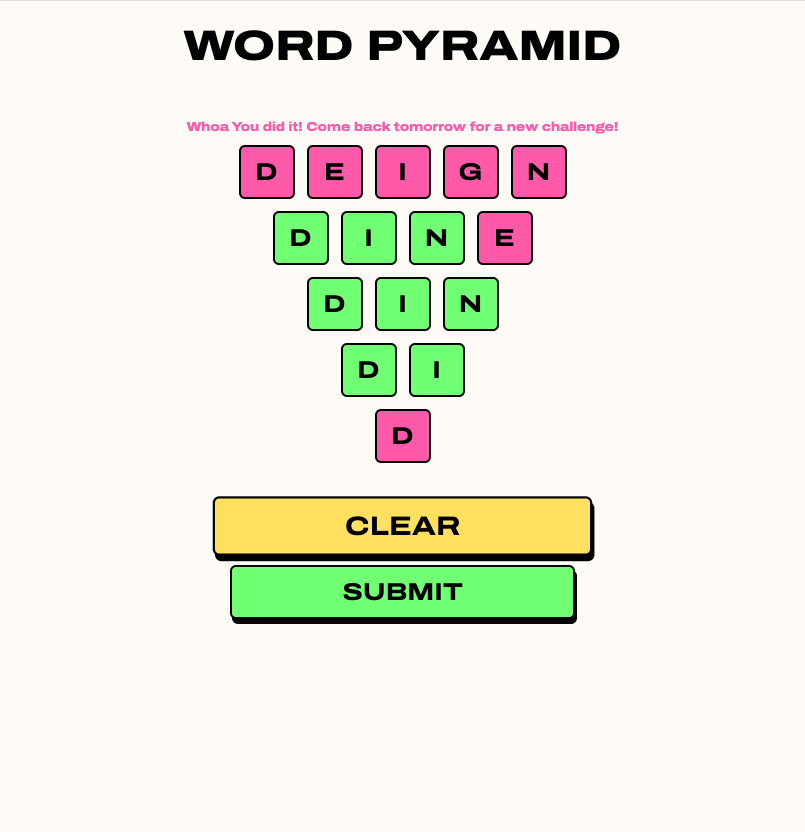 WORD PYRAMID
Whoa You did it! Come back tomorrow for a new challenge!
D E I G N
D I N E
D I N
D I
D
CLEAR
SUBMIT